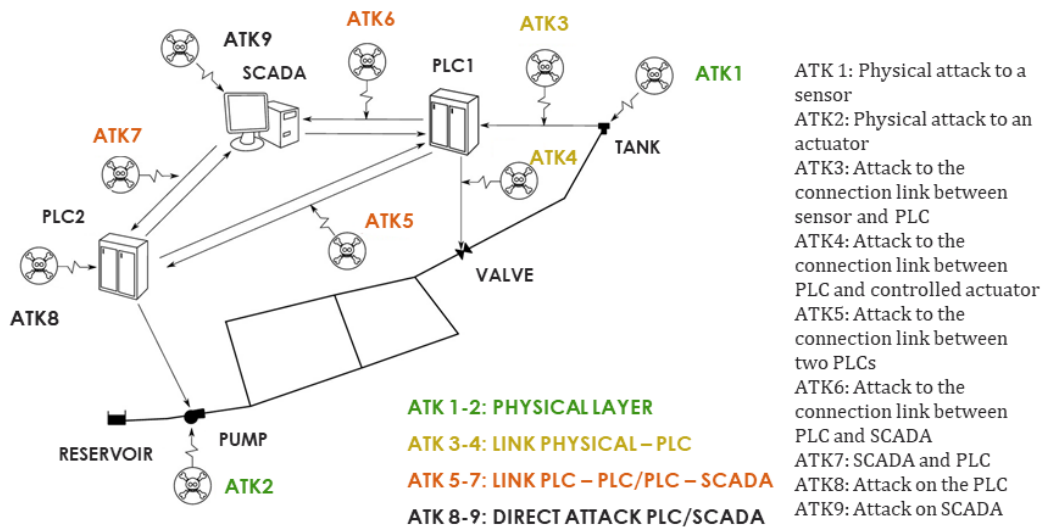 ATK6
ATK3
ATK9
PLC1
ATK1
SCADA
ATK7
TANK
ATK4
PLC2
ATK5
VALVE
ATK8
RESERVOIR
PUMP
ATK2
ATK 1-2: PHYSICAL LAYER
ATK 3-4: LINK PHYSICAL – PLC
ATK 5-7: LINK PLC – PLC/PLC – SCADA
ATK 8-9: DIRECT ATTACK PLC/SCADA
ATK 1: Physical attack to a
sensor
ATK2: Physical attack to an
actuator
ATK3: Attack to the
connection link between
sensor and PLC
ATK4: Attack to the
connection link between
PLC and controlled actuator
ATK5: Attack to the
connection link between
two PLCs
ATK6: Attack to the
connection link between
PLC and SCADA
ATK7: SCADA and PLC
ATK8: Attack on the PLC
ATK9: Attack on SCADA